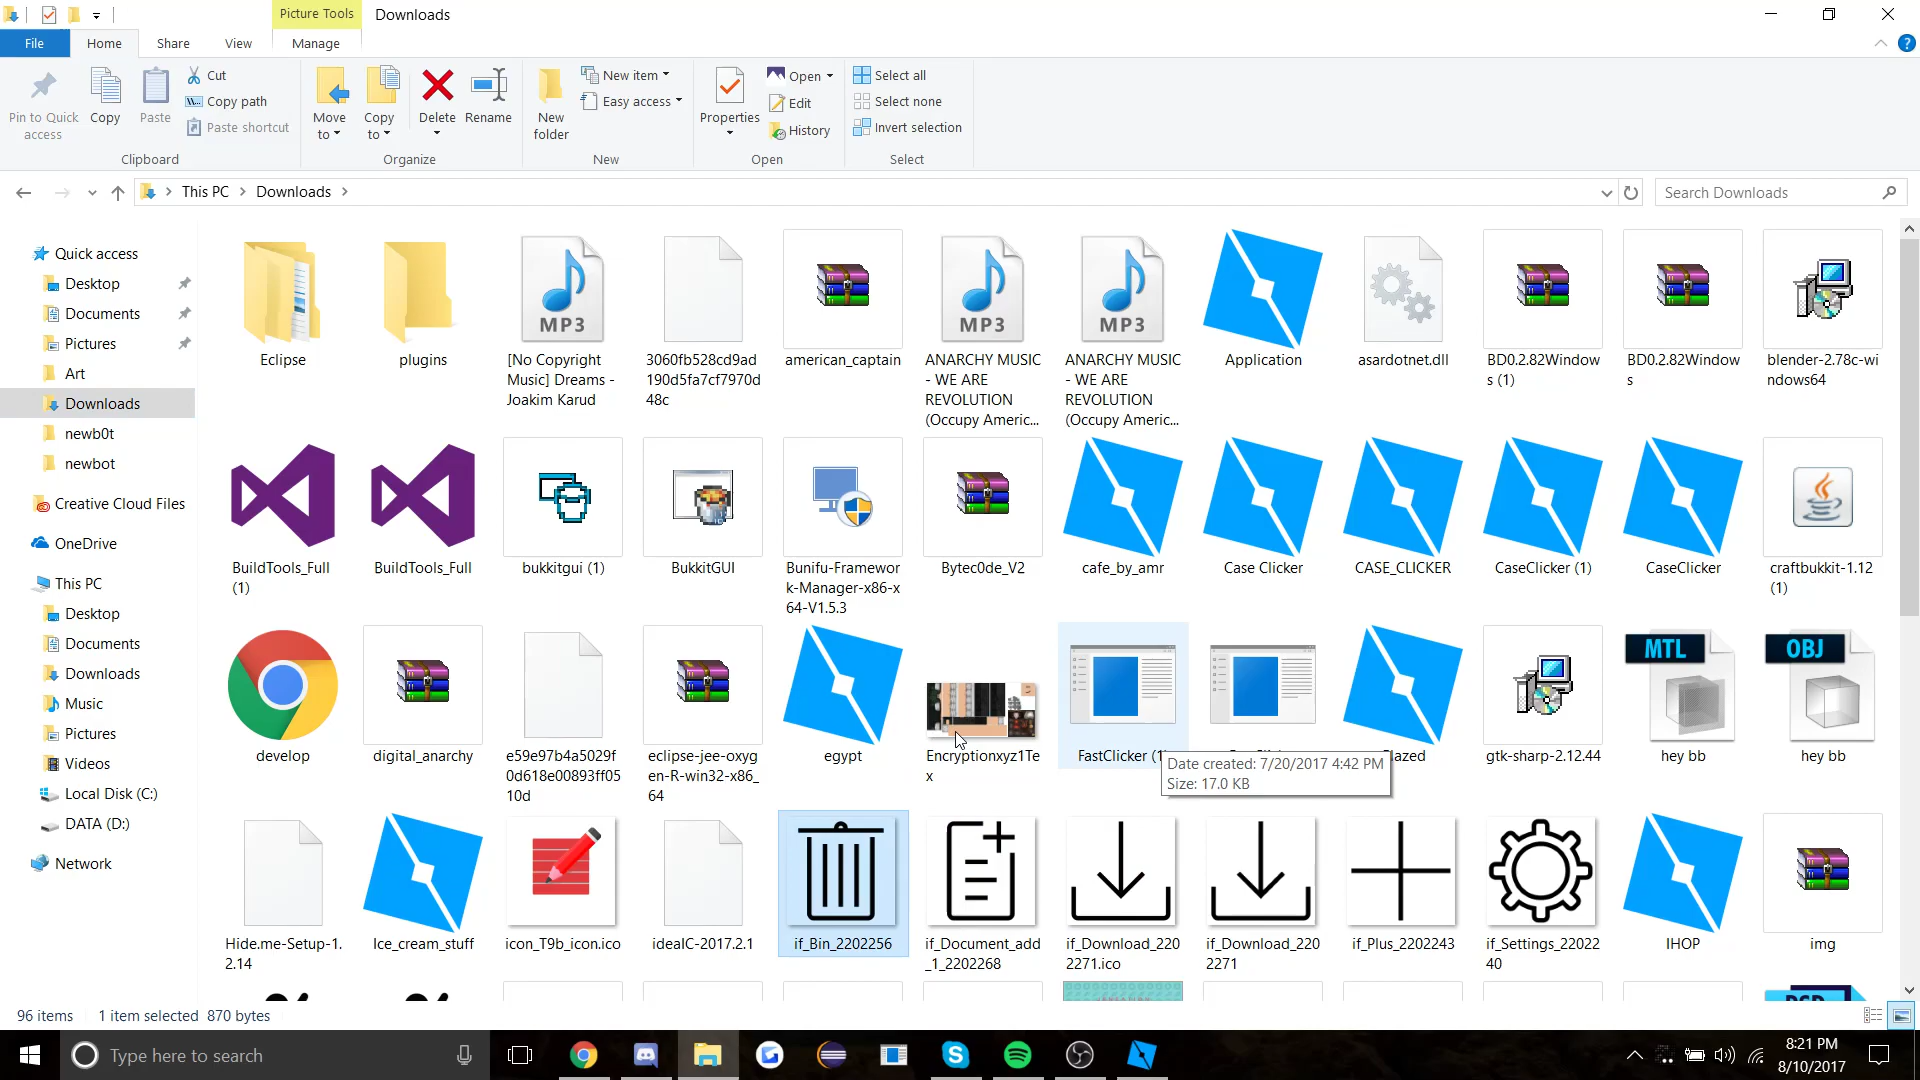 Picture Tools
Downloads
File
Home
Share
View
Manage
Pin to Quick
access
Copy
Paste
Cut
Copy path
Paste shortcut
Clipboard
Move
to
Copy
to
Delete
Rename
Organize
New
folder
New item
Easy access
New
Properties
Open
Edit
History
Open
Select all
Select none
Invert selection
Select
This PC
Downloads
Search Downloads
Quick access
Desktop
Documents
Pictures
Art
Downloads
newb0t
newbot
Creative Cloud Files
OneDrive
This PC
Desktop
Documents
Downloads
Music
Pictures
Videos
Local Disk (C:)
DATA (D:)
Network
Eclipse
plugins
MP3
[No Copyright
Music] Dreams -
Joakim Karud
3060fb528cd9ad
190d5fa7cf7970d
48c
american_captain
MP3
ANARCHY MUSIC
- WE ARE
REVOLUTION
(Occupy Americ...
MP3
ANARCHY MUSIC
- WE ARE
REVOLUTION
(Occupy Americ...
Application
asardotnet.dll
BD0.2.82Window
s (1)
BD0.2.82Window
s
blender-2.78c-wi
ndows64
BuildTools_Full
(1)
BuildTools_Full
bukkitgui (1)
BukkitGUI
Bunifu-Framewor
k-Manager-x86-x
64-V1.5.3
Bytec0de_V2
cafe_by_amr
Case Clicker
CASE_CLICKER
CaseClicker (1)
CaseClicker
craftbukkit-1.12
(1)
develop
digital_anarchy
e59e97b4a5029f
0d618e00893ff05
10d
eclipse-jee-oxyg
en-R-win32-x86_
64
egypt
Encryptionxyz1Te
x
FastClicker (1)
Date created: 7/20/2017 4:42 PM
Size: 17.0 KB
gtk-sharp-2.12.44
MTL
hey bb
OBJ
hey bb
Hide.me-Setup-1.
2.14
Ice_cream_stuff
icon_T9b_icon.ico
ideaIC-2017.2.1
if_Bin_2202256
if_Document_add
_1_2202268
if_Download_220
2271.ico
if_Download_220
2271
if_Plus_2202243
if_Settings_22022
40
IHOP
img
96 items
1 item selected 870 bytes
Type here to search
8:21 PM
8/10/2017